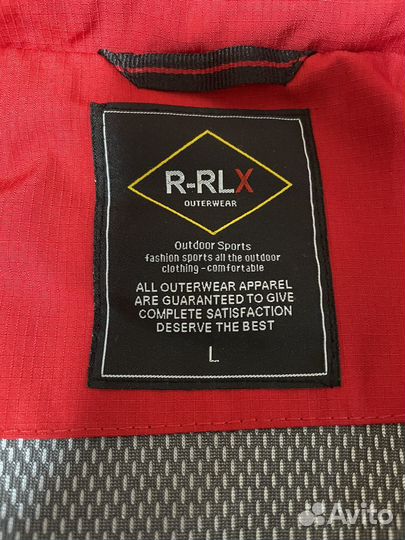 R-RLX
OUTERWEAR
Outdoor Sports
fashion sports all the outdoor
clothing-comfortable
ALL OUTERWEAR APPAREL
ARE GUARANTEED TO GIVE
COMPLETE SATISFACTION
DESERVE THE BEST
L
Avito